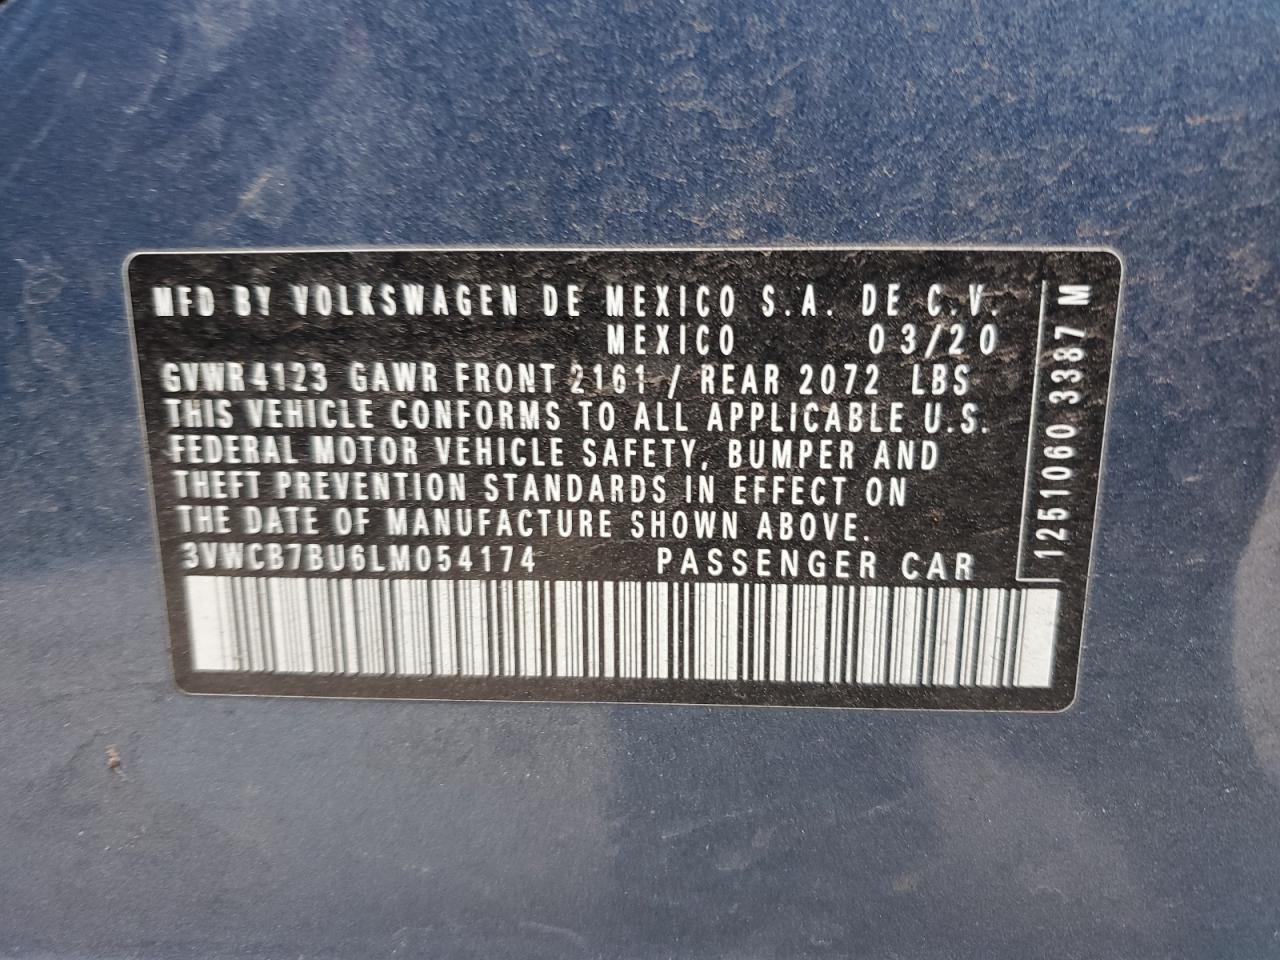 MFD BY VOLKSWAGEN DE MEXICO S.A. DE C.V.
MEXICO 03/20
GVWR 4123 GAWR FRONT 2161 / REAR 2072 LBS
THIS VEHICLE CONFORMS TO ALL APPLICABLE U.S.
FEDERAL MOTOR VEHICLE SAFETY, BUMPER AND
THEFT PREVENTION STANDARDS IN EFFECT ON
THE DATE OF MANUFACTURE SHOWN ABOVE.
3VWCB7BU6LM054174 PASSENGER CAR
1251060 3387 M